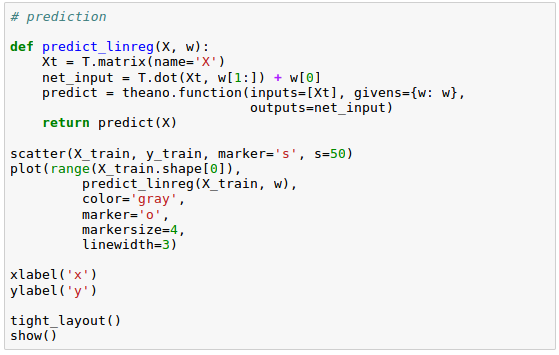 # prediction

def predict_linreg(X, w):
    Xt = T.matrix(name='X')
    net_input = T.dot(Xt, w[1:]) + w[0]
    predict = theano.function(inputs=[Xt], givens={w: w},
                              outputs=net_input)
    return predict(X)

scatter(X_train, y_train, marker='s', s=50)
plot(range(X_train.shape[0]),
         predict_linreg(X_train, w),
         color='gray',
         marker='o',
         markersize=4,
         linewidth=3)

xlabel('x')
ylabel('y')

tight_layout()
show()